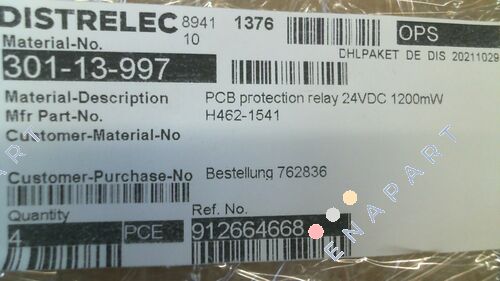 DISTRELEC 8941 1376 OPS
Material-No. 10 DHLPAKET DE DIS 20211029
301-13-997
Material-Description PCB protection relay 24VDC 1200mW
Mfr Part-No. H462-1541
Customer-Material-No
Customer-Purchase-No Bestellung 762836
Quantity Ref. No.
4 PCE 912664668
ENAPART